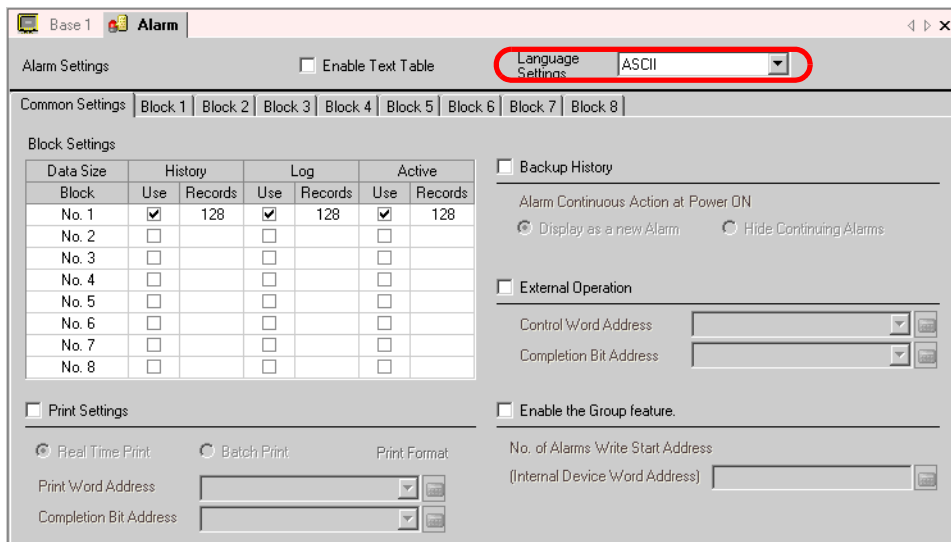 Base 1 Alarm
Alarm Settings Enable Text Table Language Settings ASCII
Common Settings Block 1 Block 2 Block 3 Block 4 Block 5 Block 6 Block 7 Block 8
Block Settings
Data Size History Log Active
Block Use Records Use Records Use Records
No. 1 128 128 128
No. 2
No. 3
No. 4
No. 5
No. 6
No. 7
No. 8
Print Settings
Real Time Print Batch Print Print Format
Print Word Address
Completion Bit Address
Backup History
Alarm Continuous Action at Power ON
Display as a new Alarm Hide Continuing Alarms
External Operation
Control Word Address
Completion Bit Address
Enable the Group feature.
No. of Alarms Write Start Address
(Internal Device Word Address)